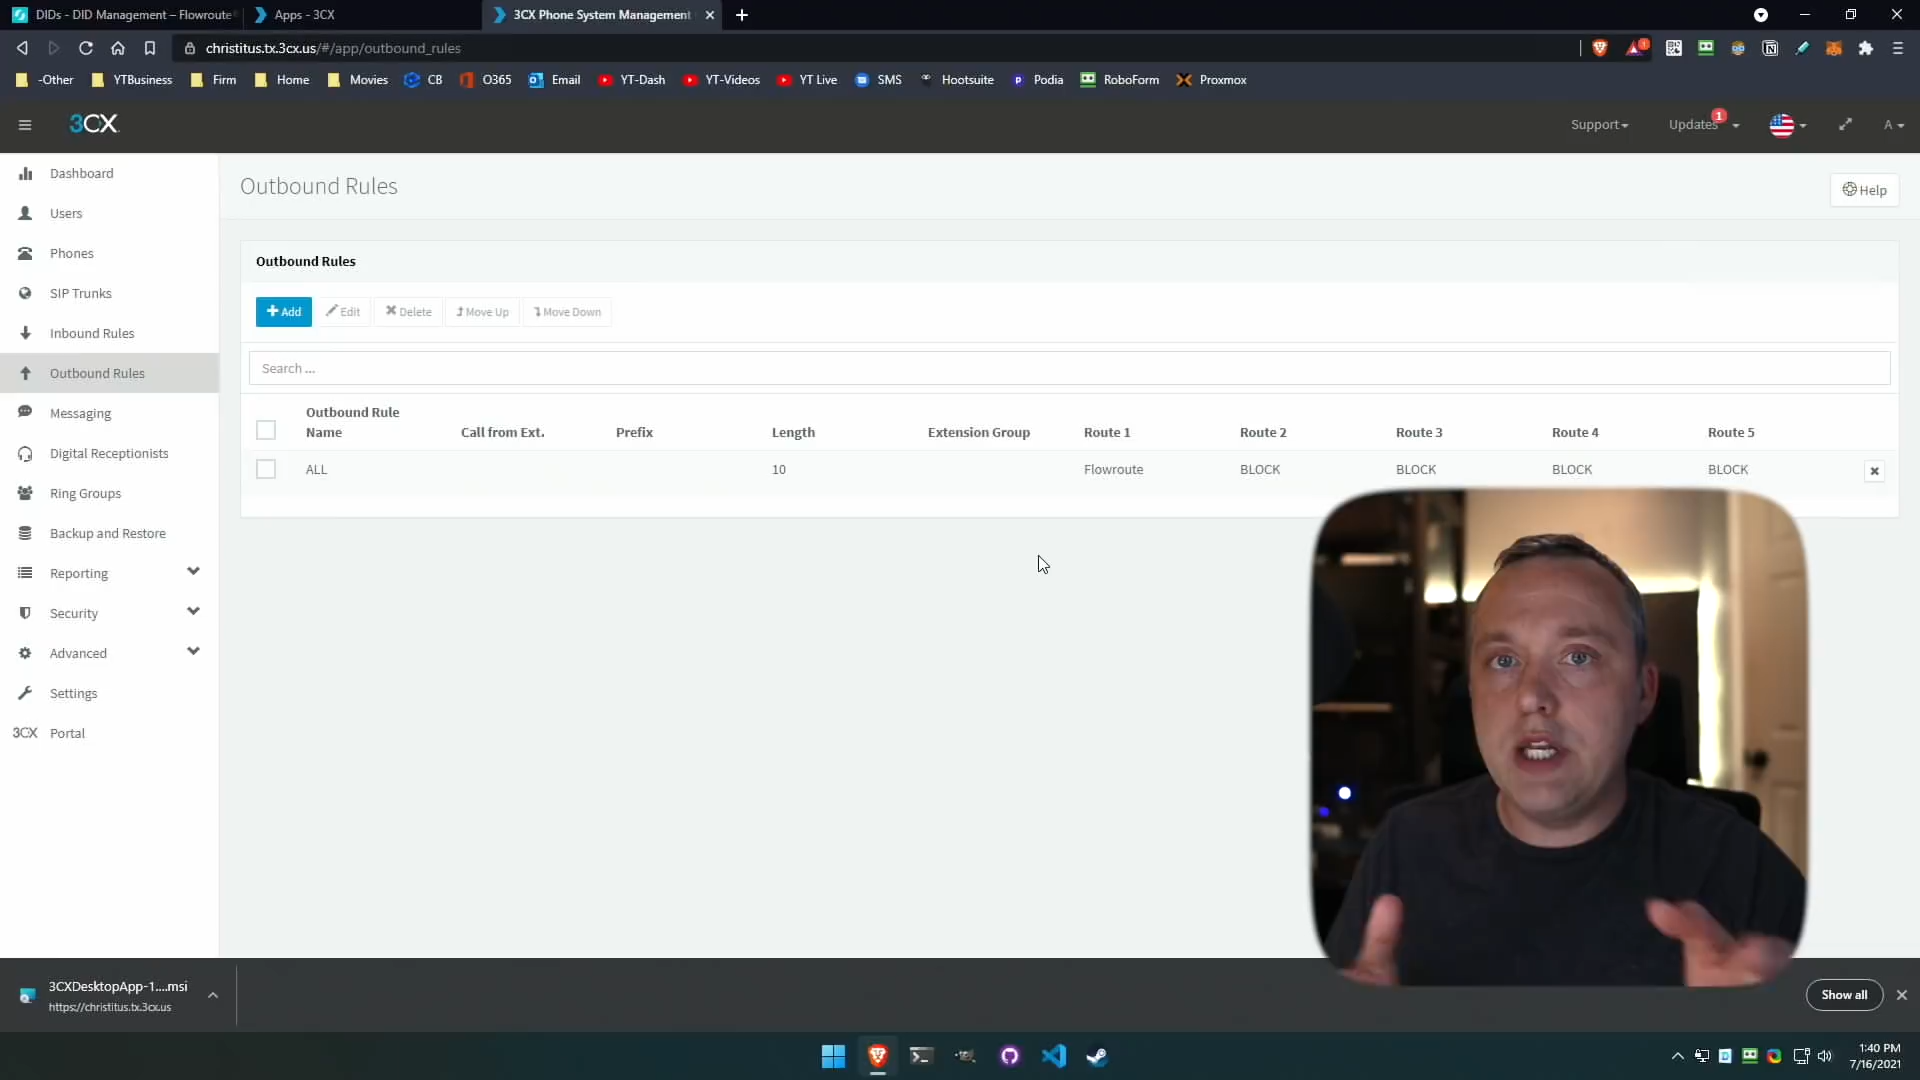 DIDs - DID Management – Flowroute
Apps - 3CX
3CX Phone System Management
christitus.tx.3cx.us/#/app/outbound_rules
1
-Other
YTBusiness
Firm
Home
Movies
CB
O365
Email
YT-Dash
YT-Videos
YT Live
SMS
Hootsuite
Podia
RoboForm
Proxmox
3CX
Support
Updates
1
A
Dashboard
Users
Phones
SIP Trunks
Inbound Rules
Outbound Rules
Messaging
Digital Receptionists
Ring Groups
Backup and Restore
Reporting
Security
Advanced
Settings
3CX Portal
Outbound Rules
Help
Outbound Rules
Add Edit Delete Move Up Move Down
Search ...
Outbound Rule
Name Call from Ext. Prefix Length Extension Group Route 1 Route 2 Route 3 Route 4 Route 5
ALL 10 Flowroute BLOCK BLOCK BLOCK BLOCK
3CXDesktopApp-1....msi
https://christitus.tx.3cx.us
Show all
1:40 PM
7/16/2021